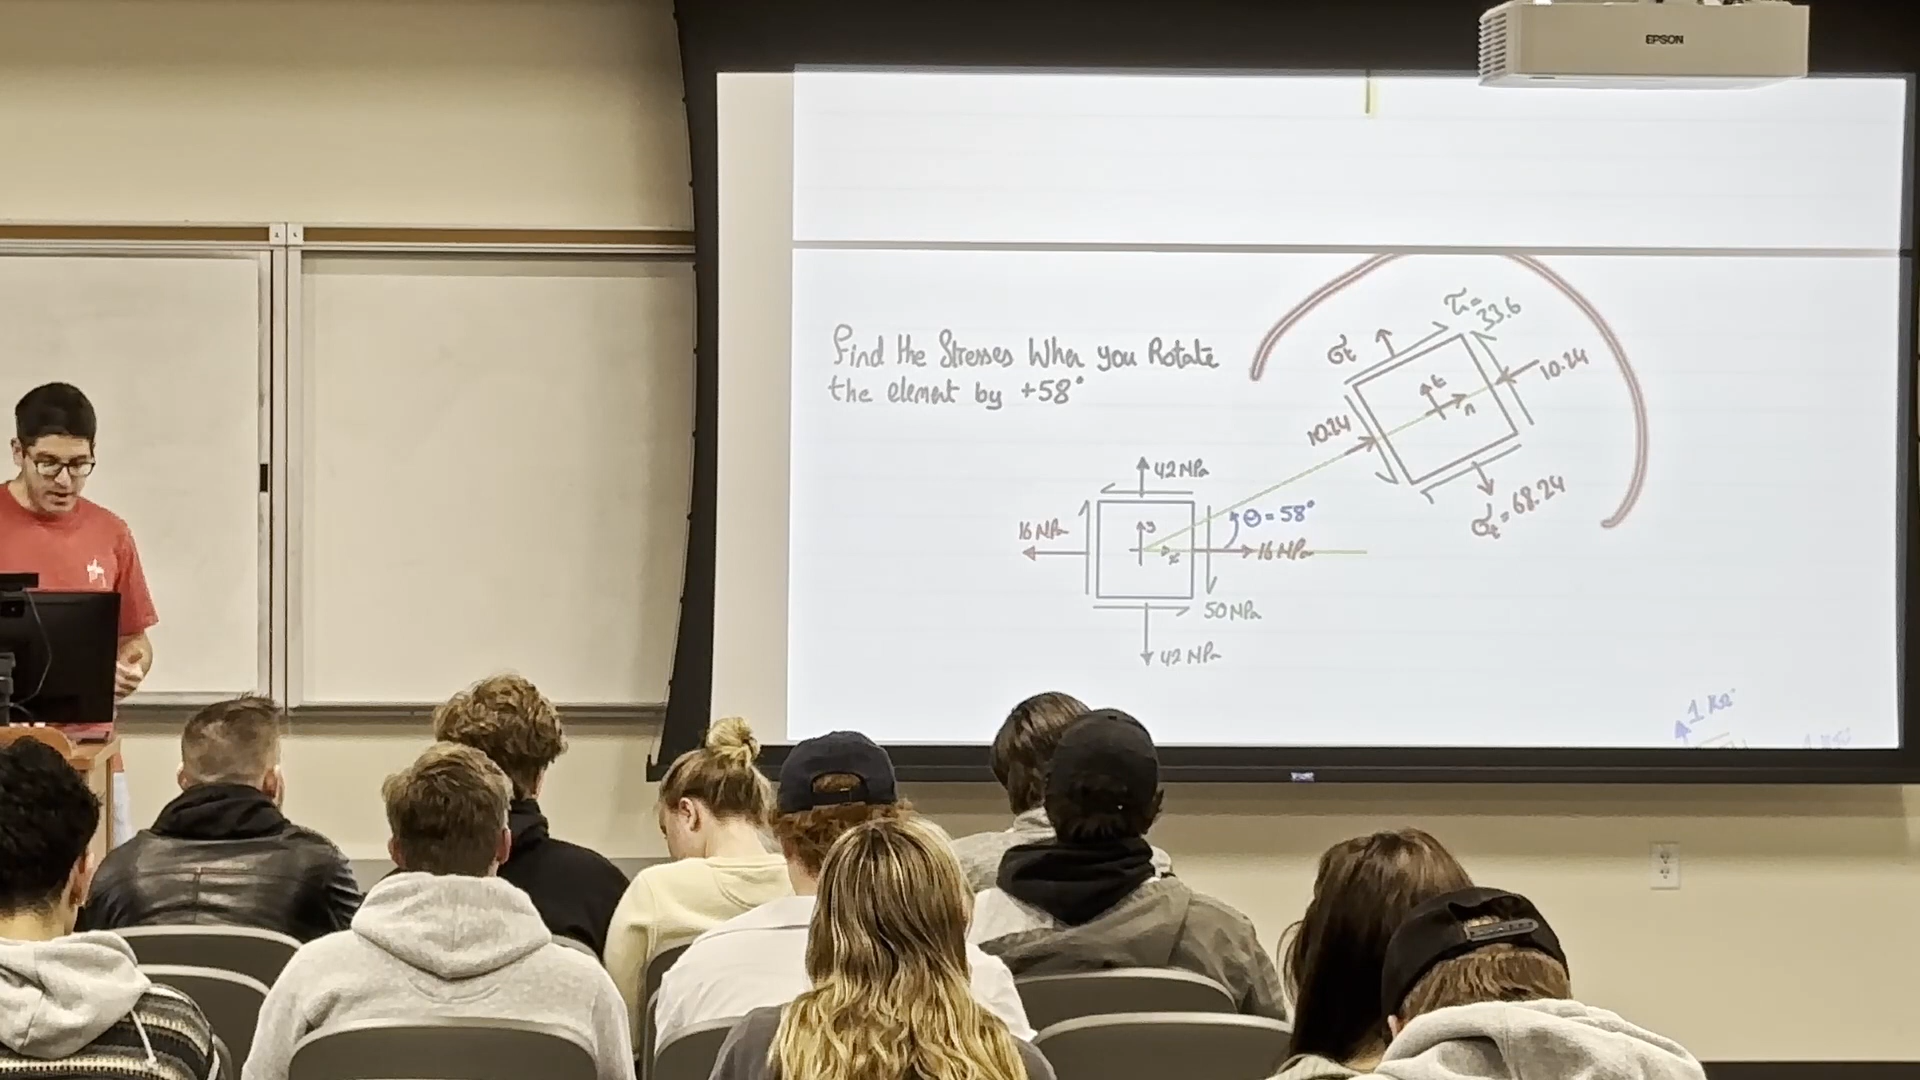 EPSON
Find the Stresses When you Rotate
the element by +58°
τ =
33.6
σt
10.24
t
n
10.24
σt = 68.24
42 MPa
16 MPa
y
x
θ = 58°
16 MPa
50 MPa
42 MPa